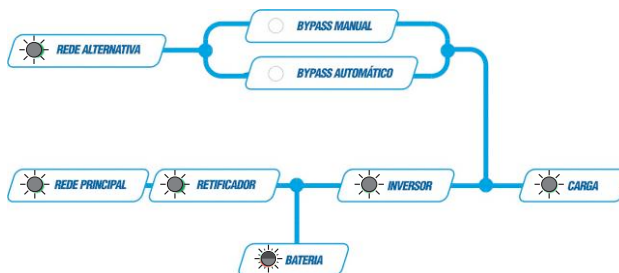 BYPASS MANUAL
REDE ALTERNATIVA
BYPASS AUTOMÁTICO
REDE PRINCIPAL
RETIFICADOR
INVERSOR
CARGA
BATERIA